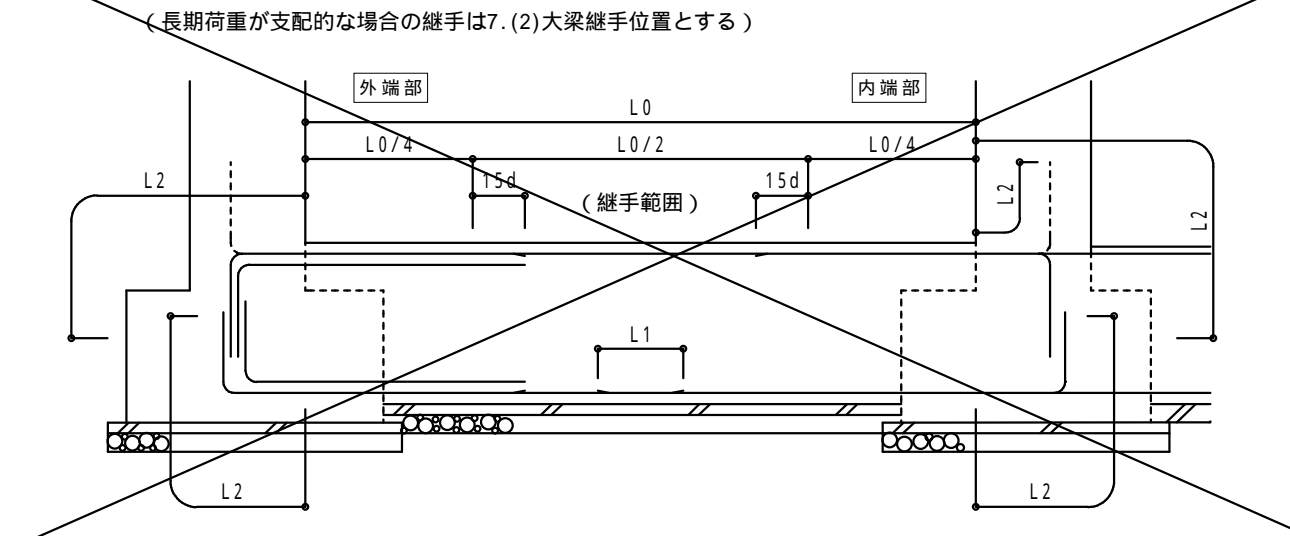 (長期荷重が支配的な場合の継手は7.(2)大梁継手位置とする)
外端部
内端部
L0
L0/4
L0/2
L0/4
L2
15d
15d
(継手範囲)
L2
L2
L1
L2
L2